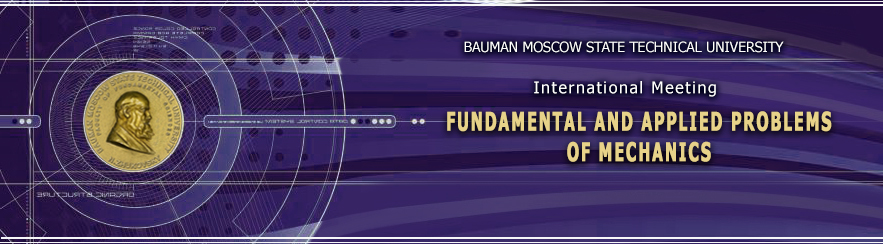 BAUMAN MOSCOW STATE TECHNICAL UNIVERSITY
International Meeting
FUNDAMENTAL AND APPLIED PROBLEMS
OF MECHANICS